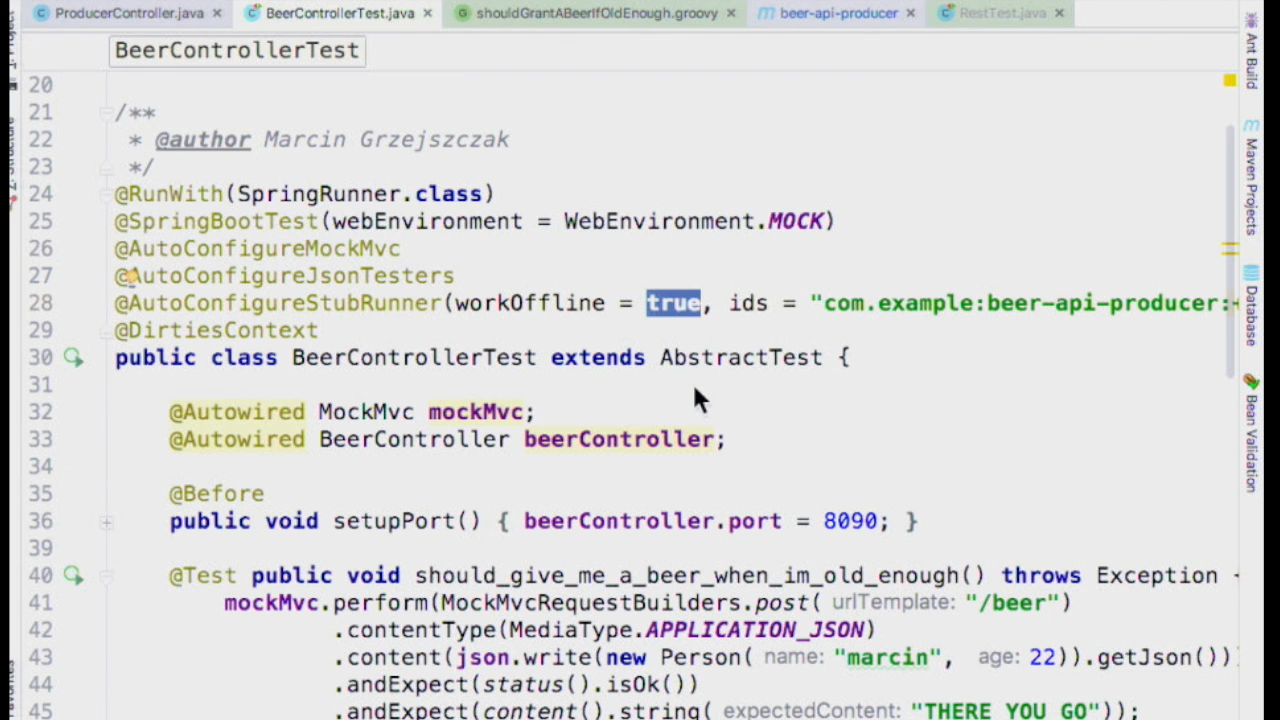 ProducerController.java BeerControllerTest.java shouldGrantABeerIfOldEnough.groovy beer-api-producer RestTest.java
BeerControllerTest
20
21 /**
22 * @author Marcin Grzejszczak
23 */
24 @RunWith(SpringRunner.class)
25 @SpringBootTest(webEnvironment = WebEnvironment.MOCK)
26 @AutoConfigureMockMvc
27 @AutoConfigureJsonTesters
28 @AutoConfigureStubRunner(workOffline = true, ids = "com.example:beer-api-producer:
29 @DirtiesContext
30 public class BeerControllerTest extends AbstractTest {
31
32 @Autowired MockMvc mockMvc;
33 @Autowired BeerController beerController;
34
35 @Before
36 public void setupPort() { beerController.port = 8090; }
39
40 @Test public void should_give_me_a_beer_when_im_old_enough() throws Exception {
41 mockMvc.perform(MockMvcRequestBuilders.post( urlTemplate: "/beer")
42 .contentType(MediaType.APPLICATION_JSON)
43 .content(json.write(new Person( name: "marcin", age: 22)).getJson())
44 .andExpect(status().isOk())
45 .andExpect(content().string( expectedContent: "THERE YOU GO"));
Ant Build
Maven Projects
Database
Bean Validation